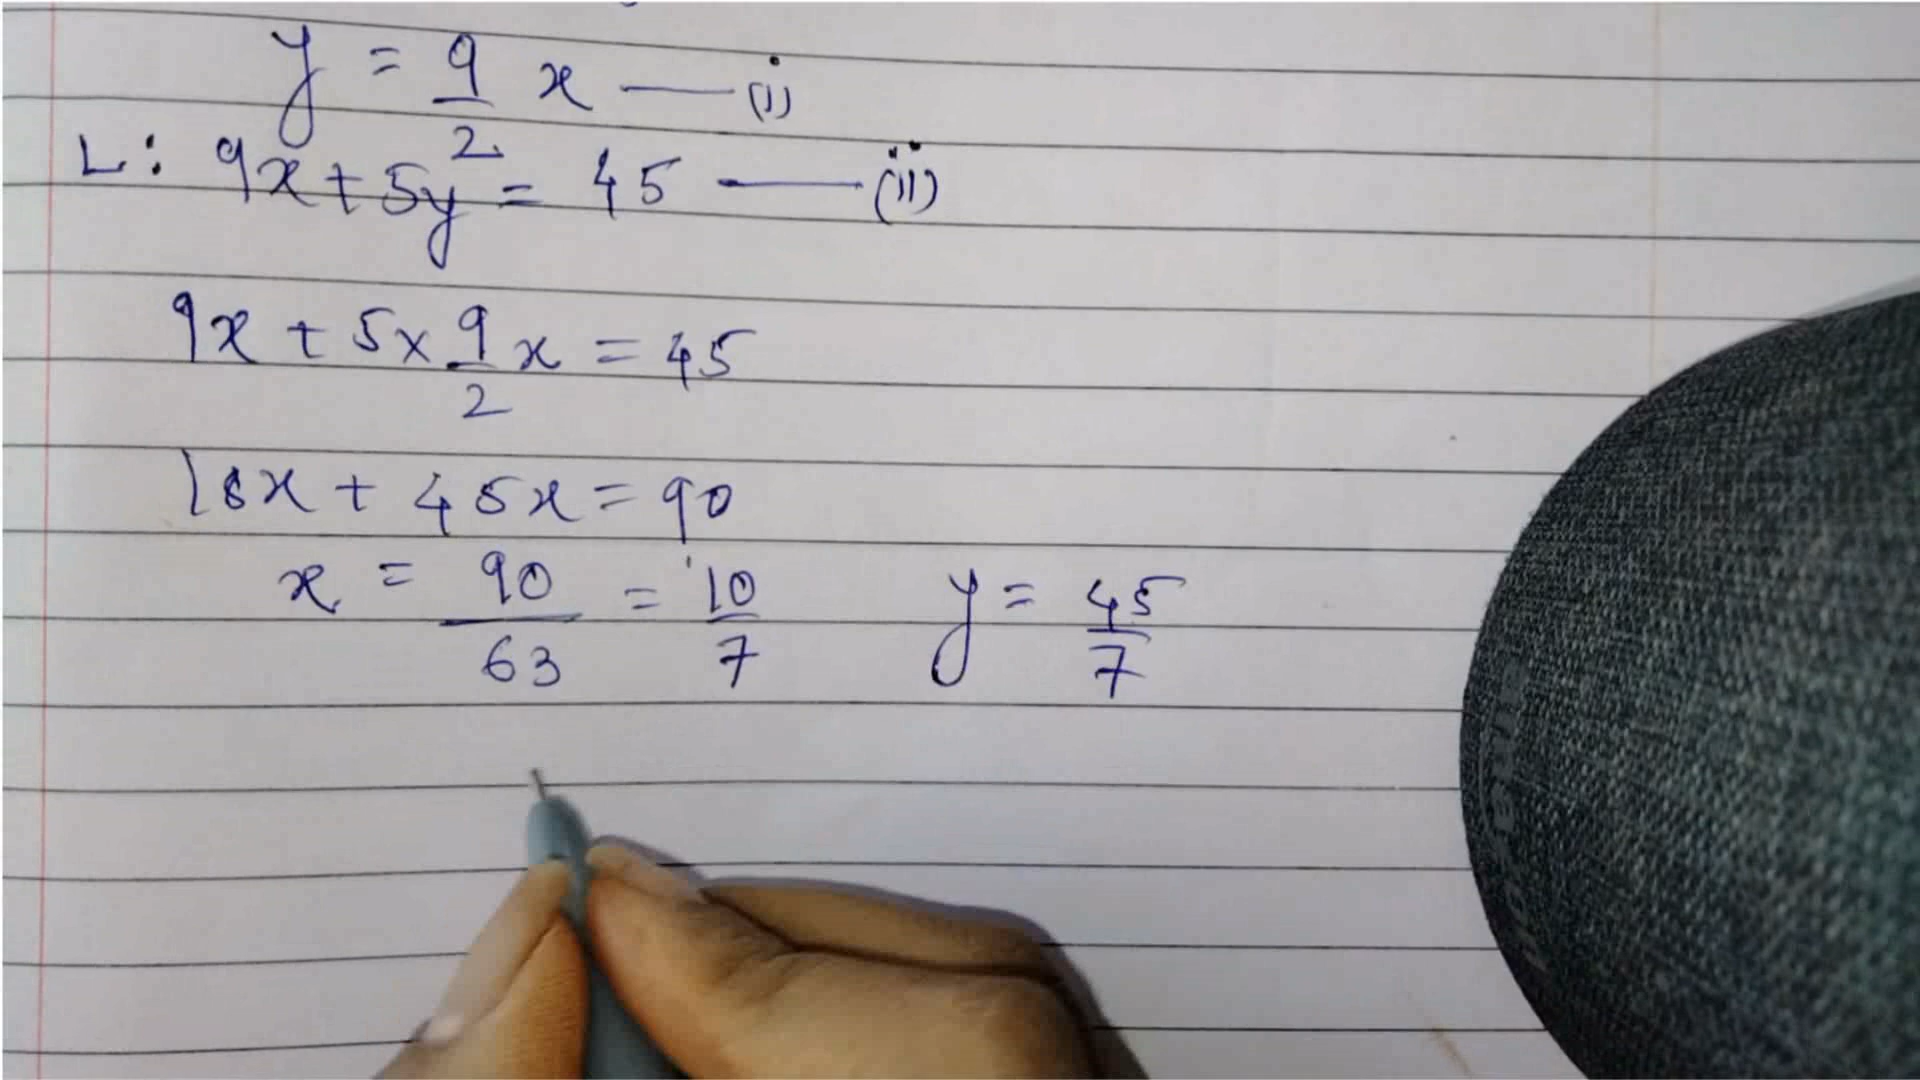 y = 9/2 x — (i)
L: 9x + 5y = 45 — (ii)
9x + 5 x 9/2 x = 45
18x + 45x = 90
x = 90/63 = 10/7 y = 45/7